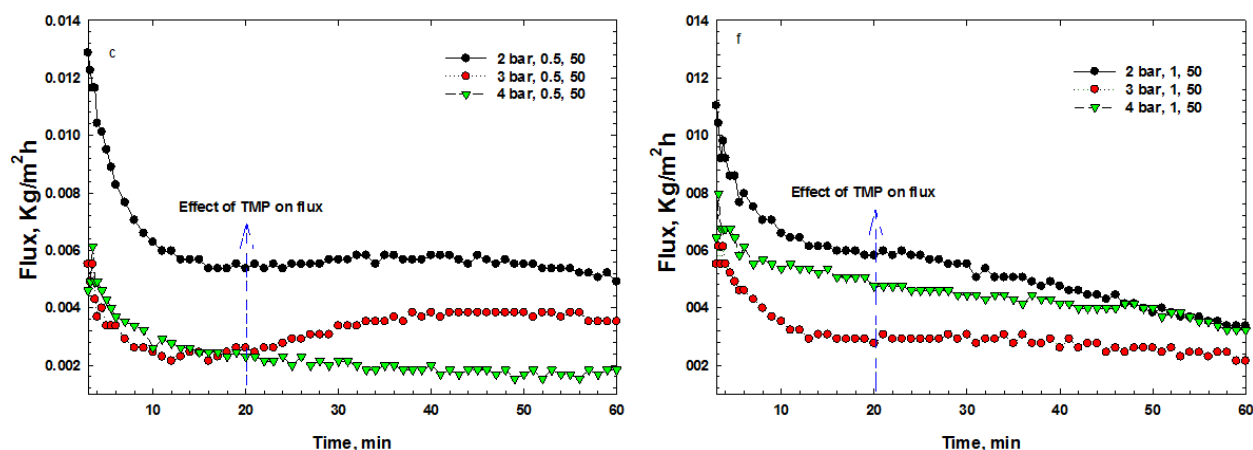 c
2 bar, 0.5, 50
3 bar, 0.5, 50
4 bar, 0.5, 50
Effect of TMP on flux
Flux, Kg/m²h
0.014
0.012
0.010
0.008
0.006
0.004
0.002
10 20 30 40 50 60
Time, min
f
2 bar, 1, 50
3 bar, 1, 50
4 bar, 1, 50
Effect of TMP on flux
Flux, Kg/m²h
014
012
010
008
006
004
002
10 20 30 40 50 60
Time, min